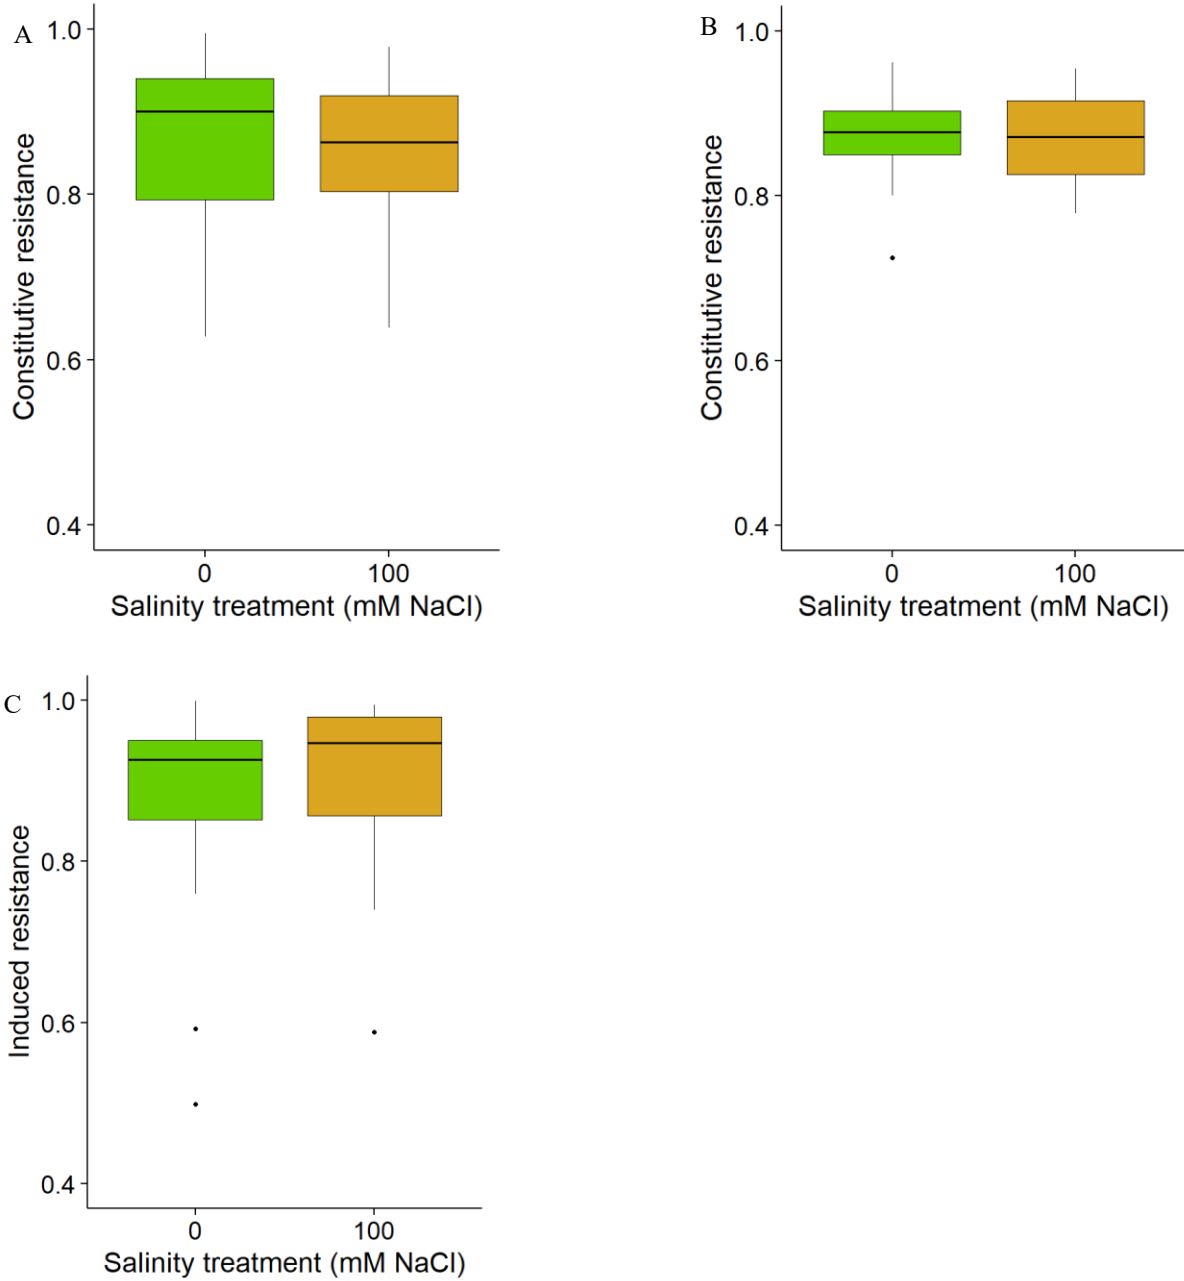 A
1.0
0.8
0.6
0.4
Constitutive resistance
0
100
Salinity treatment (mM NaCl)
B
1.0
0.8
0.6
0.4
Constitutive resistance
0
100
Salinity treatment (mM NaCl)
C
1.0
0.8
0.6
0.4
Induced resistance
0
100
Salinity treatment (mM NaCl)